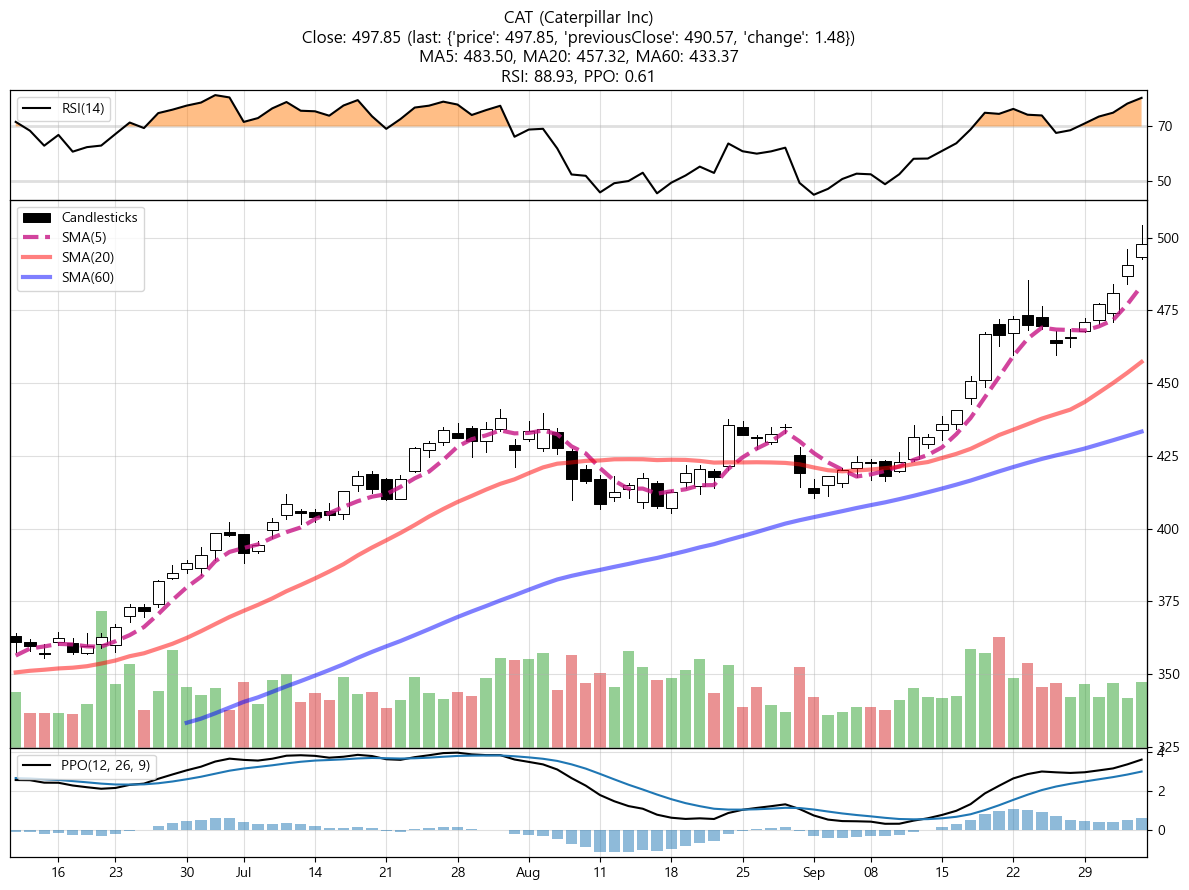 CAT (Caterpillar Inc)
Close: 497.85 (last: {'price': 497.85, 'previousClose': 490.57, 'change': 1.48})
MA5: 483.50, MA20: 457.32, MA60: 433.37
RSI: 88.93, PPO: 0.61
RSI(14)
70
50
Candlesticks
SMA(5)
SMA(20)
SMA(60)
500
475
450
425
400
375
350
325
PPO(12, 26, 9)
4
2
0
16 23 30 Jul 14 21 28 Aug 11 18 25 Sep 08 15 22 29